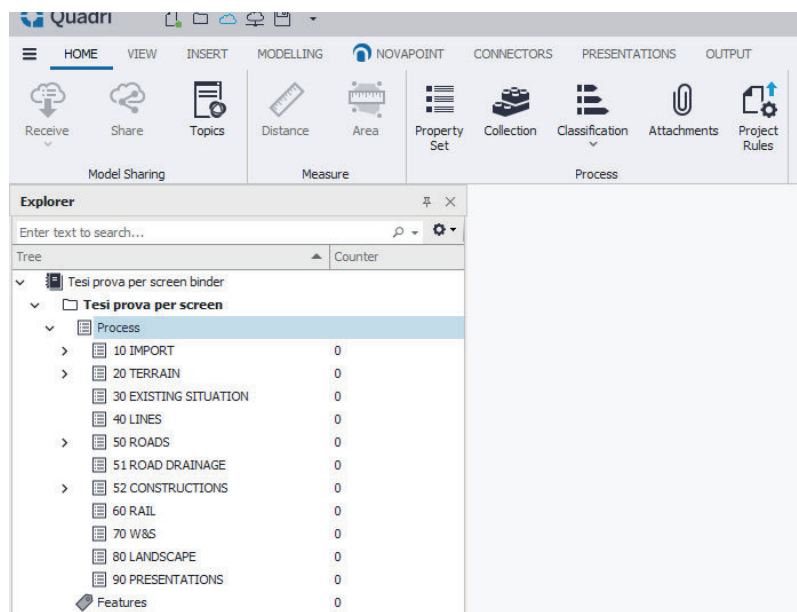 Quadri
HOME VIEW INSERT MODELLING NOVAPOINT CONNECTORS PRESENTATIONS OUTPUT
Receive Share Topics Distance Area Property Set Collection Classification Attachments Project Rules
Model Sharing Measure Process
Explorer
Enter text to search...
Tree Counter
Tesi prova per screen binder
Tesi prova per screen
Process
10 IMPORT 0
20 TERRAIN 0
30 EXISTING SITUATION 0
40 LINES 0
50 ROADS 0
51 ROAD DRAINAGE 0
52 CONSTRUCTIONS 0
60 RAIL 0
70 W&S 0
80 LANDSCAPE 0
90 PRESENTATIONS 0
Features 0